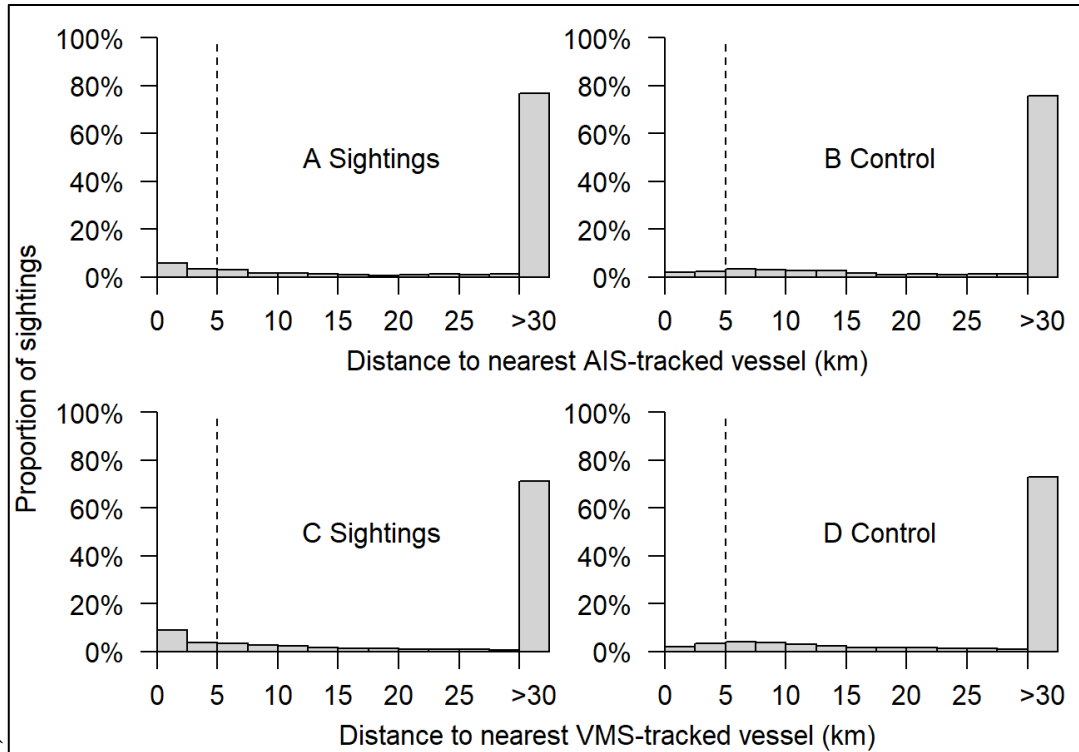 Proportion of sightings
100%
80%
60%
40%
20%
0%
A Sightings
0 5 10 15 20 25 >30
100%
80%
60%
40%
20%
0%
B Control
0 5 10 15 20 25 >30
Distance to nearest AIS-tracked vessel (km)
100%
80%
60%
40%
20%
0%
C Sightings
0 5 10 15 20 25 >30
100%
80%
60%
40%
20%
0%
D Control
0 5 10 15 20 25 >30
Distance to nearest VMS-tracked vessel (km)